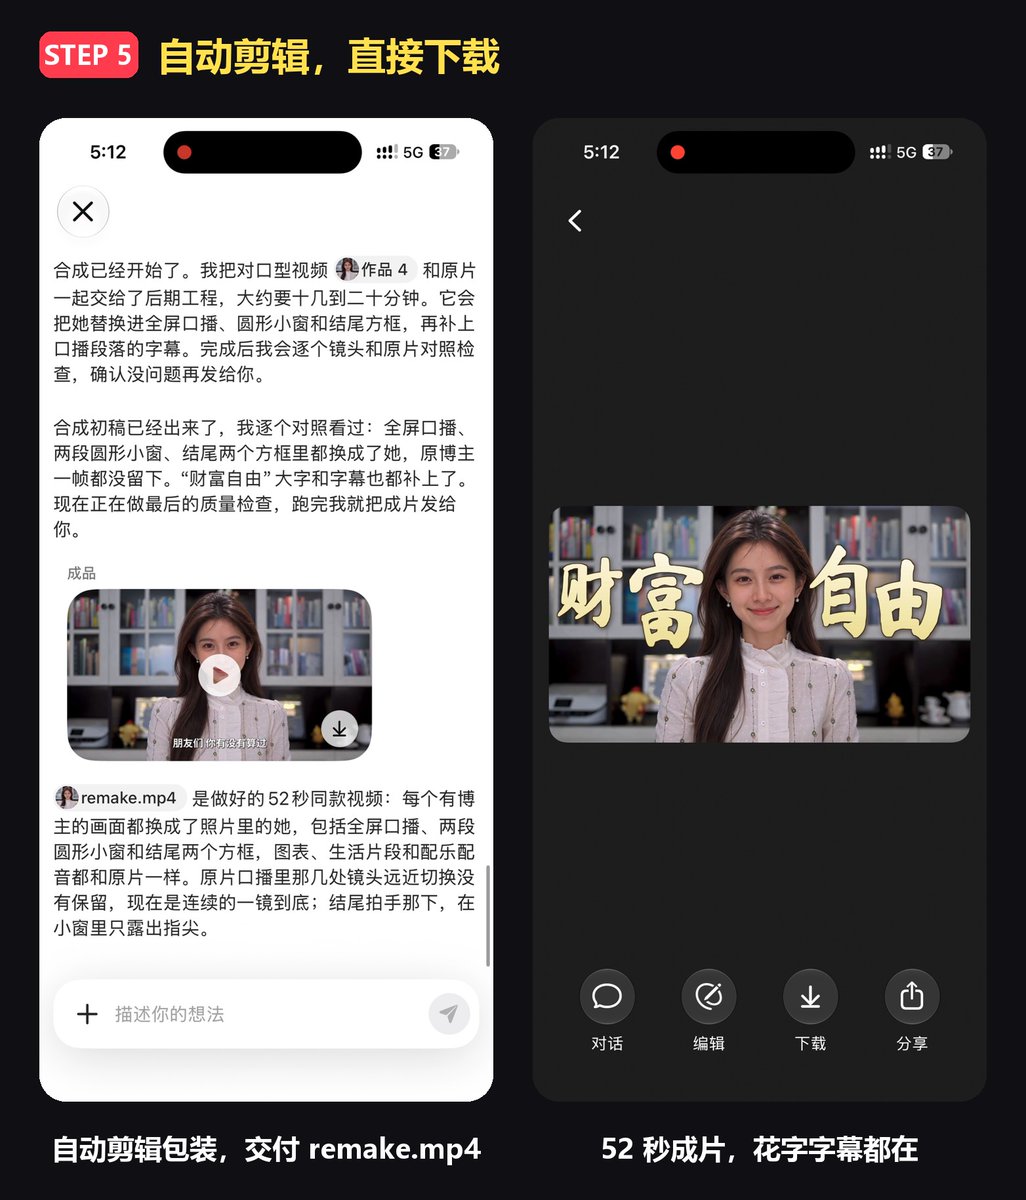 STEP 5 自动剪辑，直接下载
5:12
5G 37
合成已经开始了。我把对口型视频 作品 4 和原片
一起交给了后期工程，大约要十几到二十分钟。它会
把她替换进全屏口播、圆形小窗和结尾方框，再补上
口播段落的字幕。完成后我会逐个镜头和原片对照检
查，确认没问题再发给你。
合成初稿已经出来了，我逐个对照看过：全屏口播、
两段圆形小窗、结尾两个方框里都换成了她，原博主
一帧都没留下。“财富自由”大字和字幕也都补上了。
现在正在做最后的质量检查，跑完我就把成片发给
你。
成品
朋友们 你有没有算过
remake.mp4 是做好的 52 秒同款视频：每个有博
主的画面都换成了照片里的她，包括全屏口播、两段
圆形小窗和结尾两个方框，图表、生活片段和配乐配
音都和原片一样。原片口播里那几处镜头远近切换没
有保留，现在是连续的一镜到底；结尾拍手那下，在
小窗里只露出指尖。
描述你的想法
自动剪辑包装，交付 remake.mp4
5:12
5G 37
财富自由
对话
编辑
下载
分享
52 秒成片，花字字幕都在